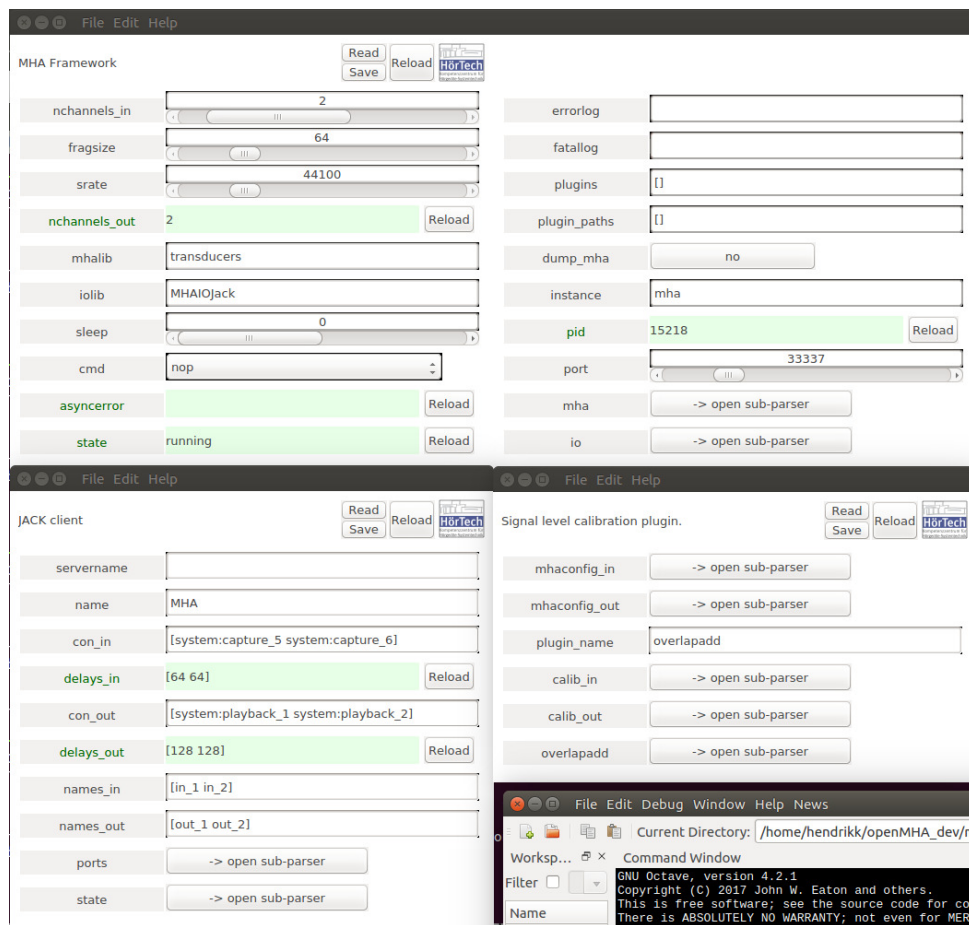 File Edit Help
MHA Framework
Read
Save
Reload
HörTech
nchannels_in
2
fragsize
64
srate
44100
nchannels_out
2
Reload
mhalib
transducers
iolib
MHAIOJack
sleep
0
cmd
nop
asyncerror
Reload
state
running
Reload
errorlog
fatallog
plugins
[]
plugin_paths
[]
dump_mha
no
instance
mha
pid
15218
Reload
port
33337
mha
-> open sub-parser
io
-> open sub-parser
File Edit Help
JACK client
Read
Save
Reload
HörTech
servername
name
MHA
con_in
[system:capture_5 system:capture_6]
delays_in
[64 64]
Reload
con_out
[system:playback_1 system:playback_2]
delays_out
[128 128]
Reload
names_in
[in_1 in_2]
names_out
[out_1 out_2]
ports
-> open sub-parser
state
-> open sub-parser
File Edit Help
Signal level calibration plugin.
Read
Save
Reload
HörTech
mhaconfig_in
-> open sub-parser
mhaconfig_out
-> open sub-parser
plugin_name
overlapadd
calib_in
-> open sub-parser
calib_out
-> open sub-parser
overlapadd
-> open sub-parser
File Edit Debug Window Help News
Current Directory: /home/hendrikk/openMHA_dev/
Worksp...
Command Window
Filter
Name
GNU Octave, version 4.2.1
Copyright (C) 2017 John W. Eaton and others.
This is free software; see the source code for co
There is ABSOLUTELY NO WARRANTY; not even for MER